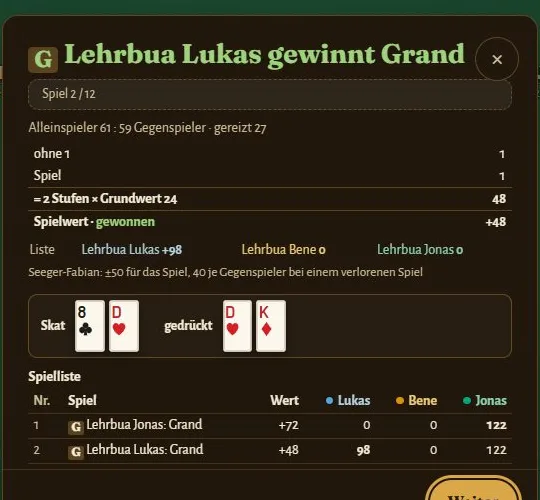 G Lehrbua Lukas gewinnt Grand ×
Spiel 2 / 12
Alleinspieler 61 : 59 Gegenspieler · gereizt 27
ohne 1 1
Spiel 1
= 2 Stufen × Grundwert 24 48
Spielwert · gewonnen +48
Liste Lehrbua Lukas +98 Lehrbua Bene 0 Lehrbua Jonas 0
Seeger-Fabian: ±50 für das Spiel, 40 je Gegenspieler bei einem verlorenen Spiel
Skat 8♣ D♥ gedrückt D♥ K♦
Spielliste
Nr. Spiel Wert Lukas Bene Jonas
1 G Lehrbua Jonas: Grand +72 0 0 122
2 G Lehrbua Lukas: Grand +48 98 0 122